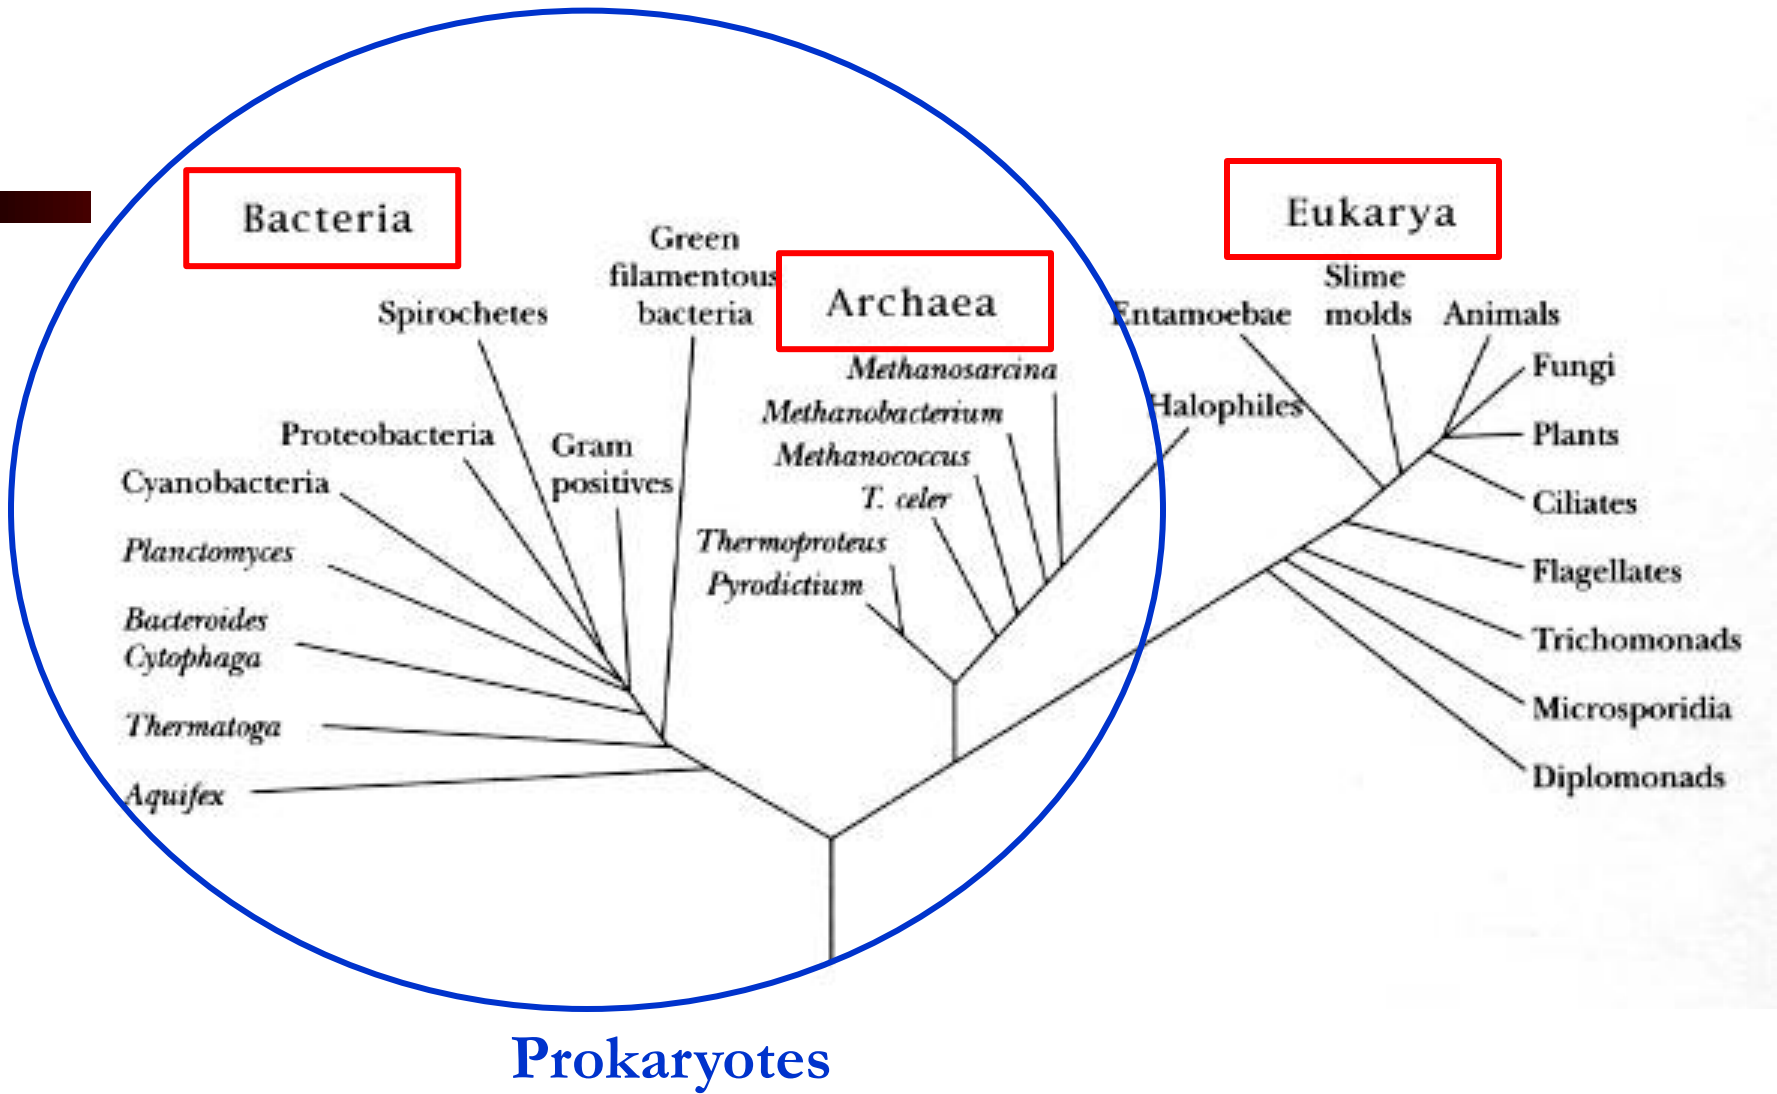 Bacteria
Green
filamentous
bacteria
Spirochetes
Proteobacteria
Gram
positives
Cyanobacteria
Planctomyces
Bacteroides
Cytophaga
Thermatoga
Aquifex
Archaea
Methanosarcina
Methanobacterium
Methanococcus
T. celer
Thermoproteus
Pyrodictium
Halophiles
Eukarya
Entamoebae
Slime
molds
Animals
Fungi
Plants
Ciliates
Flagellates
Trichomonads
Microsporidia
Diplomonads
Prokaryotes